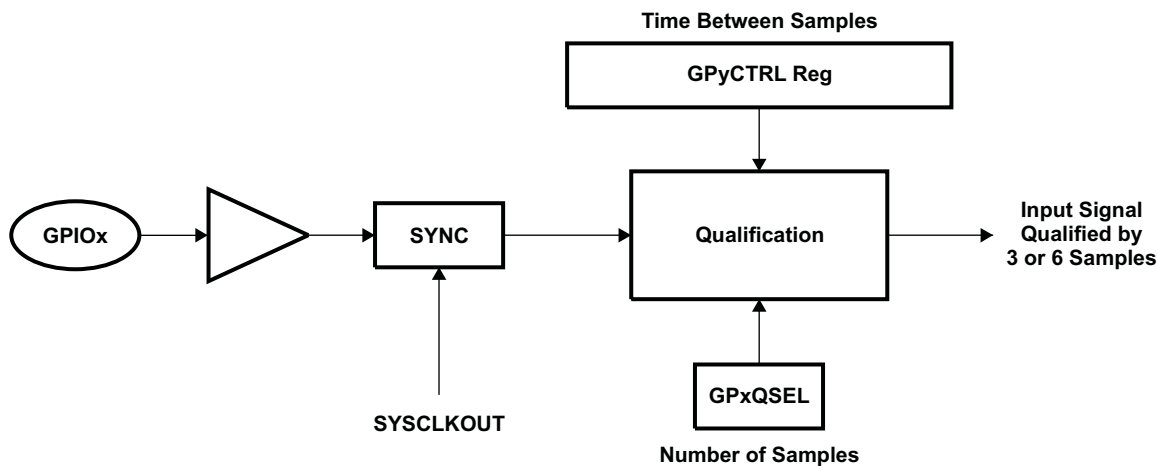 Time Between Samples
GPyCTRL Reg
GPIOx
SYNC
Qualification
Input Signal
Qualified by
3 or 6 Samples
GPxQSEL
SYSCLKOUT
Number of Samples